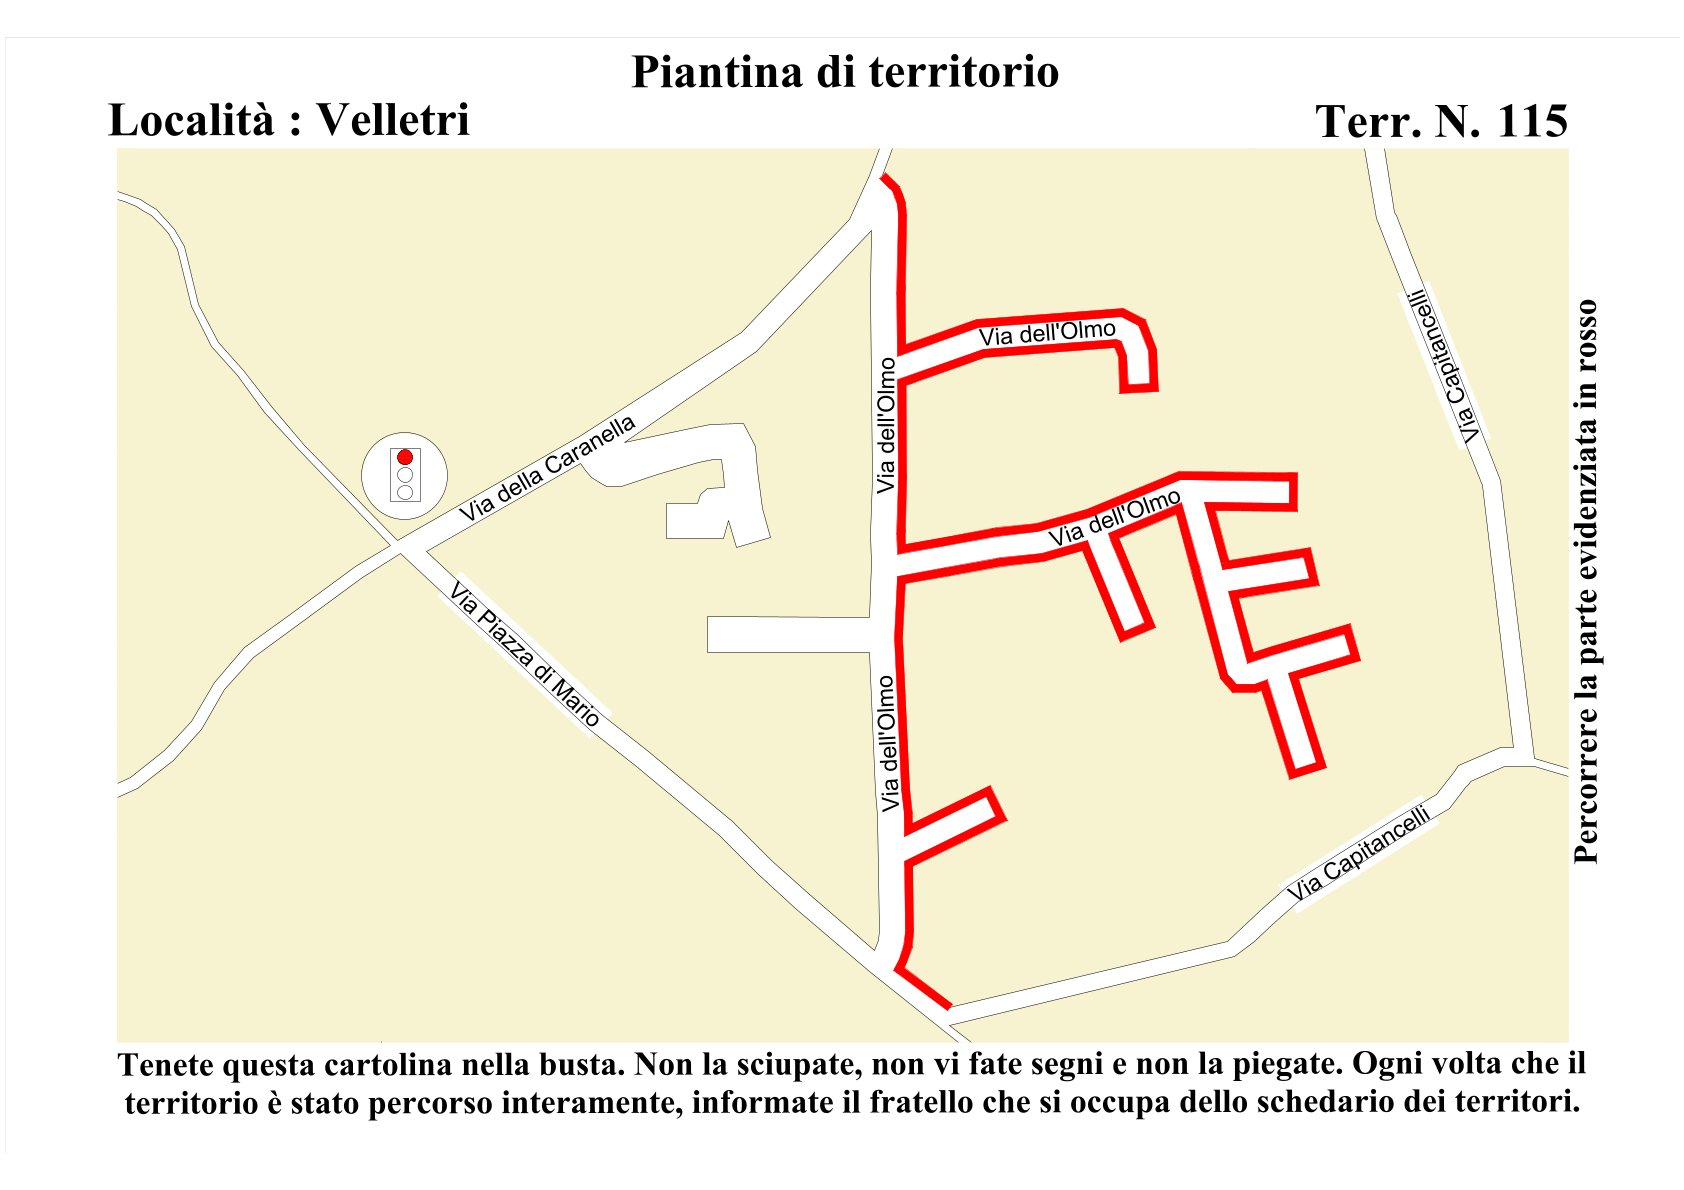 Piantina di territorio
Località : Velletri
Terr. N. 115
Via dell'Olmo
Via Capitancelli
Via dell'Olmo
Via della Caranella
Via dell'Olmo
Via Piazza di Mario
Via dell'Olmo
Via Capitancelli
Percorrere la parte evidenziata in rosso
Tenete questa cartolina nella busta. Non la sciupate, non vi fate segni e non la piegate. Ogni volta che il
territorio è stato percorso interamente, informate il fratello che si occupa dello schedario dei territori.